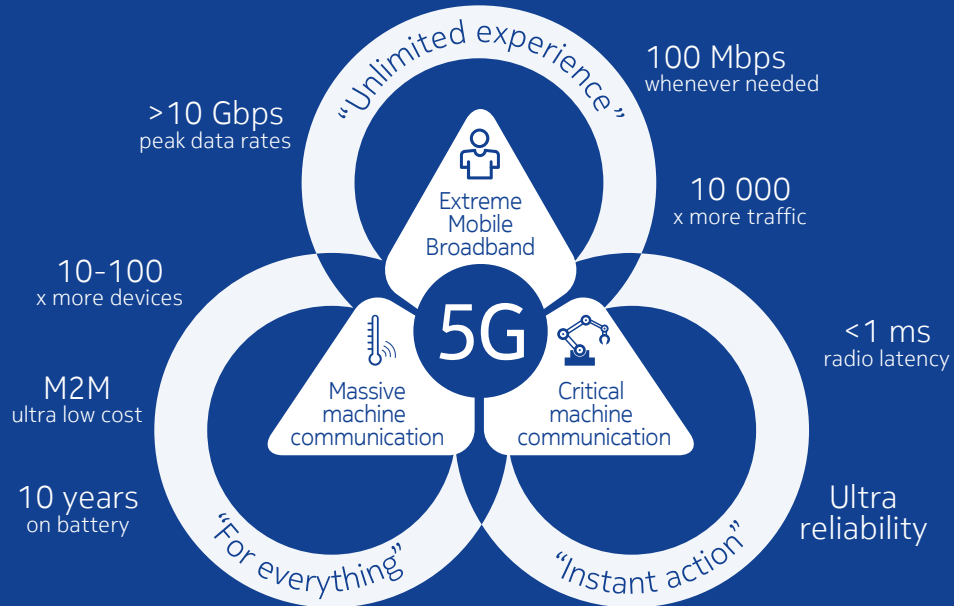 “Unlimited experience”
100 Mbps
whenever needed
>10 Gbps
peak data rates
10 000
x more traffic
Extreme
Mobile
Broadband
10-100
x more devices
5G
<1 ms
radio latency
M2M
ultra low cost
Massive
machine
communication
Critical
machine
communication
10 years
on battery
Ultra
reliability
“For everything”
“Instant action”